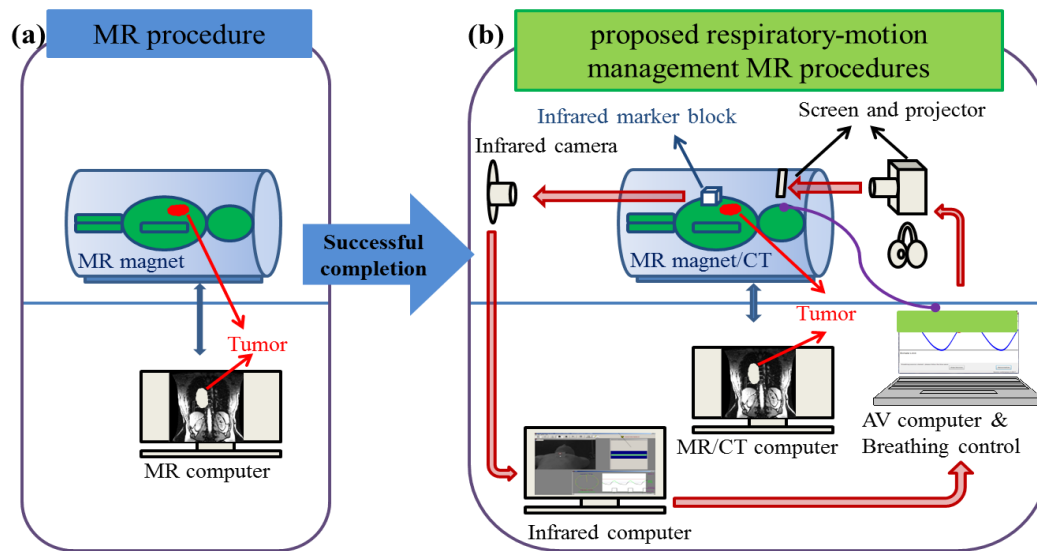 (a)
MR procedure
MR magnet
Tumor
MR computer
Successful
completion
(b)
proposed respiratory-motion
management MR procedures
Infrared marker block
Screen and projector
Infrared camera
MR magnet/CT
Tumor
MR/CT computer
AV computer &
Breathing control
Infrared computer